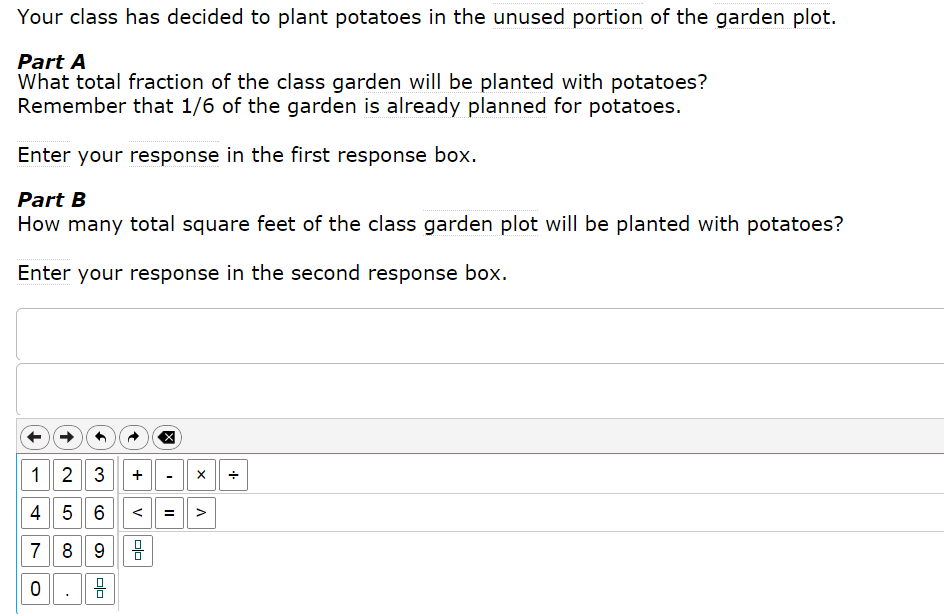 Your class has decided to plant potatoes in the unused portion of the garden plot.
Part A
What total fraction of the class garden will be planted with potatoes?
Remember that 1/6 of the garden is already planned for potatoes.
Enter your response in the first response box.
Part B
How many total square feet of the class garden plot will be planted with potatoes?
Enter your response in the second response box.
1 2 3 + - × ÷
4 5 6 < = >
7 8 9
0 .